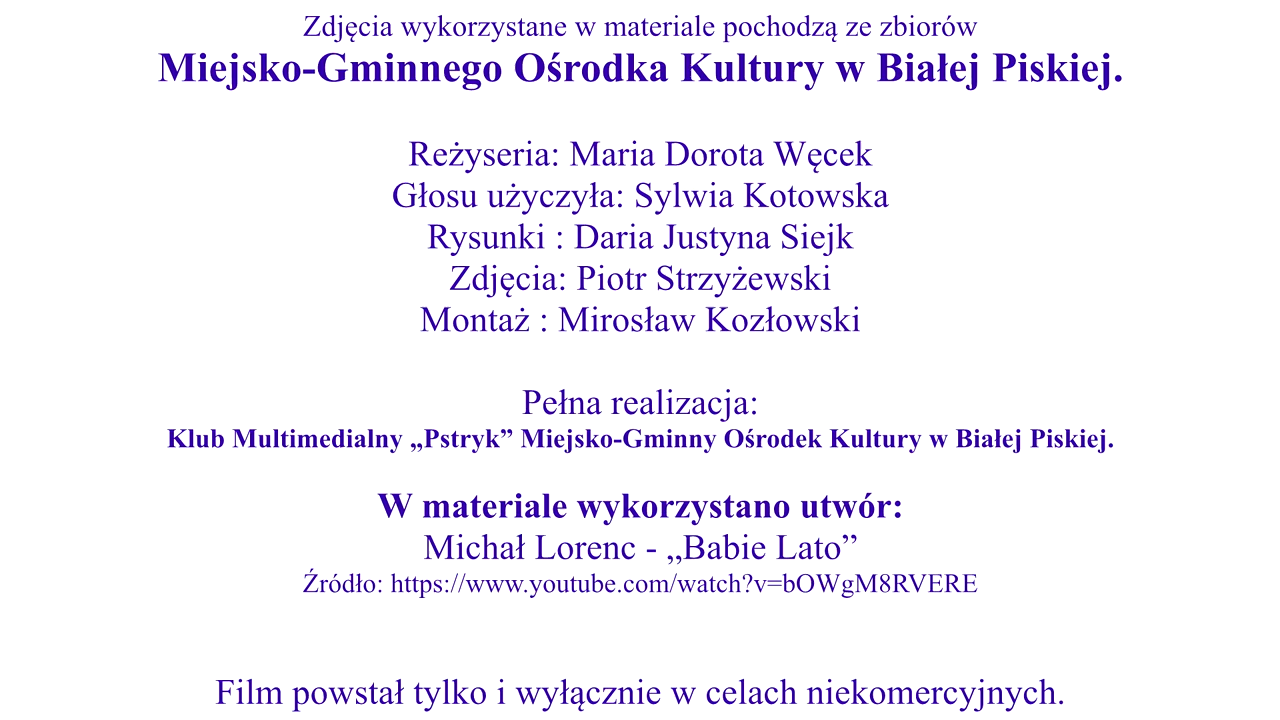 Zdjęcia wykorzystane w materiale pochodzą ze zbiorów
Miejsko-Gminnego Ośrodka Kultury w Białej Piskiej.
Reżyseria: Maria Dorota Węcek
Głosu użyczyła: Sylwia Kotowska
Rysunki : Daria Justyna Siejk
Zdjęcia: Piotr Strzyżewski
Montaż : Mirosław Kozłowski
Pełna realizacja:
Klub Multimedialny „Pstryk” Miejsko-Gminny Ośrodek Kultury w Białej Piskiej.
W materiale wykorzystano utwór:
Michał Lorenc - „Babie Lato”
Źródło: https://www.youtube.com/watch?v=bOWgM8RVERE
Film powstał tylko i wyłącznie w celach niekomercyjnych.